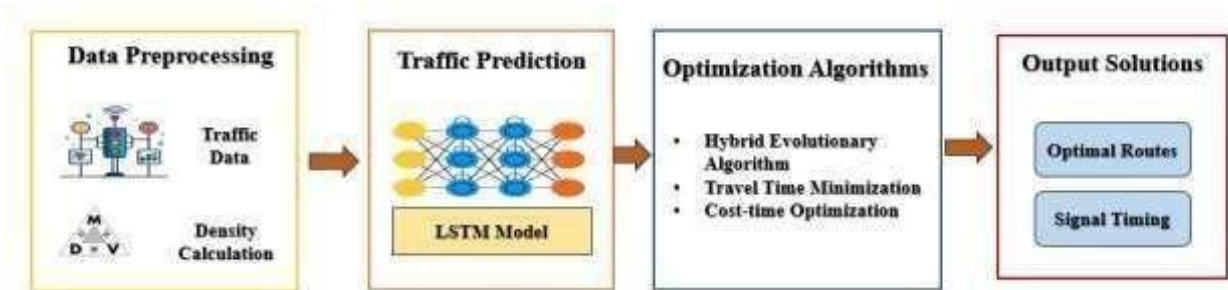 Data Preprocessing
Traffic
Data
M
D × V
Density
Calculation
Traffic Prediction
LSTM Model
Optimization Algorithms
• Hybrid Evolutionary
Algorithm
• Travel Time Minimization
• Cost-time Optimization
Output Solutions
Optimal Routes
Signal Timing